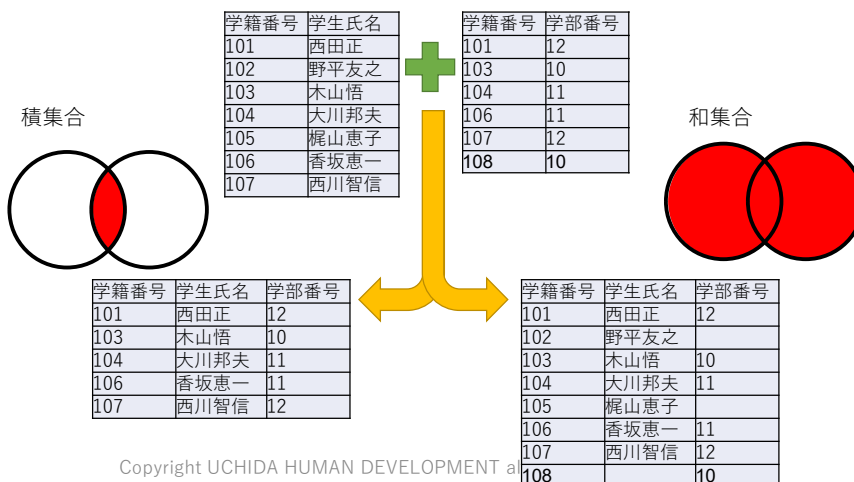 学籍番号 学生氏名
101 西田正
102 野平友之
103 木山悟
104 大川邦夫
105 梶山恵子
106 香坂恵一
107 西川智信
学籍番号 学部番号
101 12
103 10
104 11
106 11
107 12
108 10
積集合
和集合
学籍番号 学生氏名 学部番号
101 西田正 12
103 木山悟 10
104 大川邦夫 11
106 香坂恵一 11
107 西川智信 12
学籍番号 学生氏名 学部番号
101 西田正 12
102 野平友之
103 木山悟 10
104 大川邦夫 11
105 梶山恵子
106 香坂恵一 11
107 西川智信 12
108 10
Copyright UCHIDA HUMAN DEVELOPMENT al